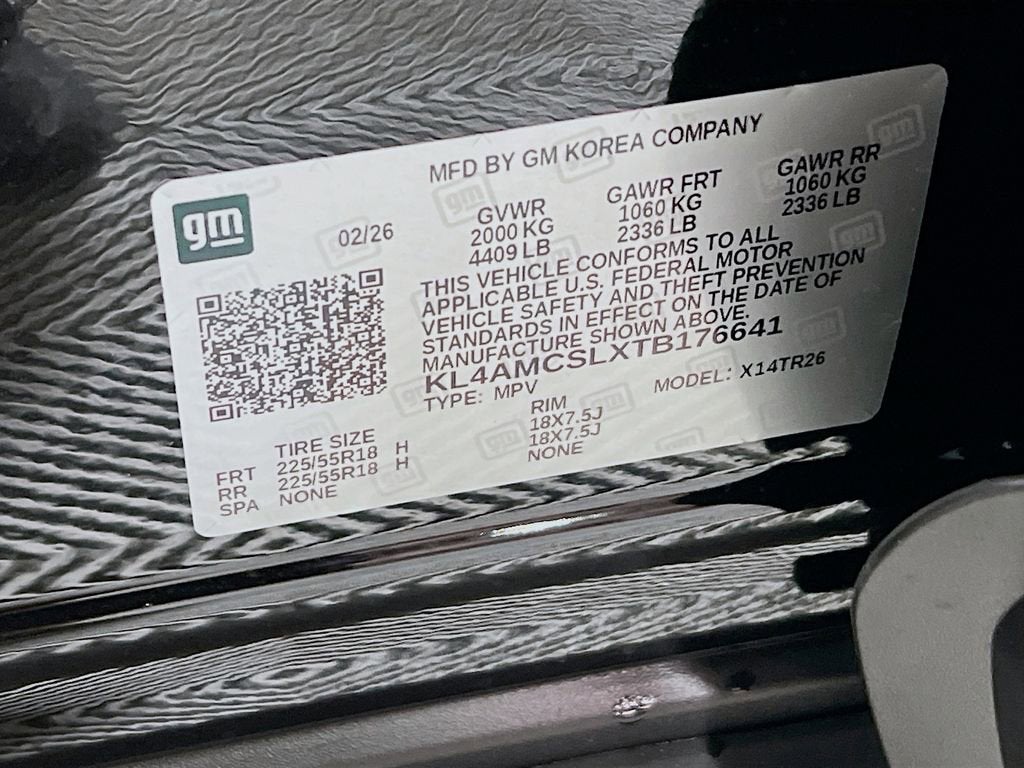 MFD BY GM KOREA COMPANY
gm
02/26
GVWR GAWR FRT GAWR RR
2000 KG 1060 KG 1060 KG
4409 LB 2336 LB 2336 LB
THIS VEHICLE CONFORMS TO ALL
APPLICABLE U.S. FEDERAL MOTOR
VEHICLE SAFETY AND THEFT PREVENTION
STANDARDS IN EFFECT ON THE DATE OF
MANUFACTURE SHOWN ABOVE.
KL4AMCSLXTB176641
TYPE: MPV MODEL: X14TR26
TIRE SIZE RIM
FRT 225/55R18 H 18X7.5J
RR 225/55R18 H 18X7.5J
SPA NONE NONE